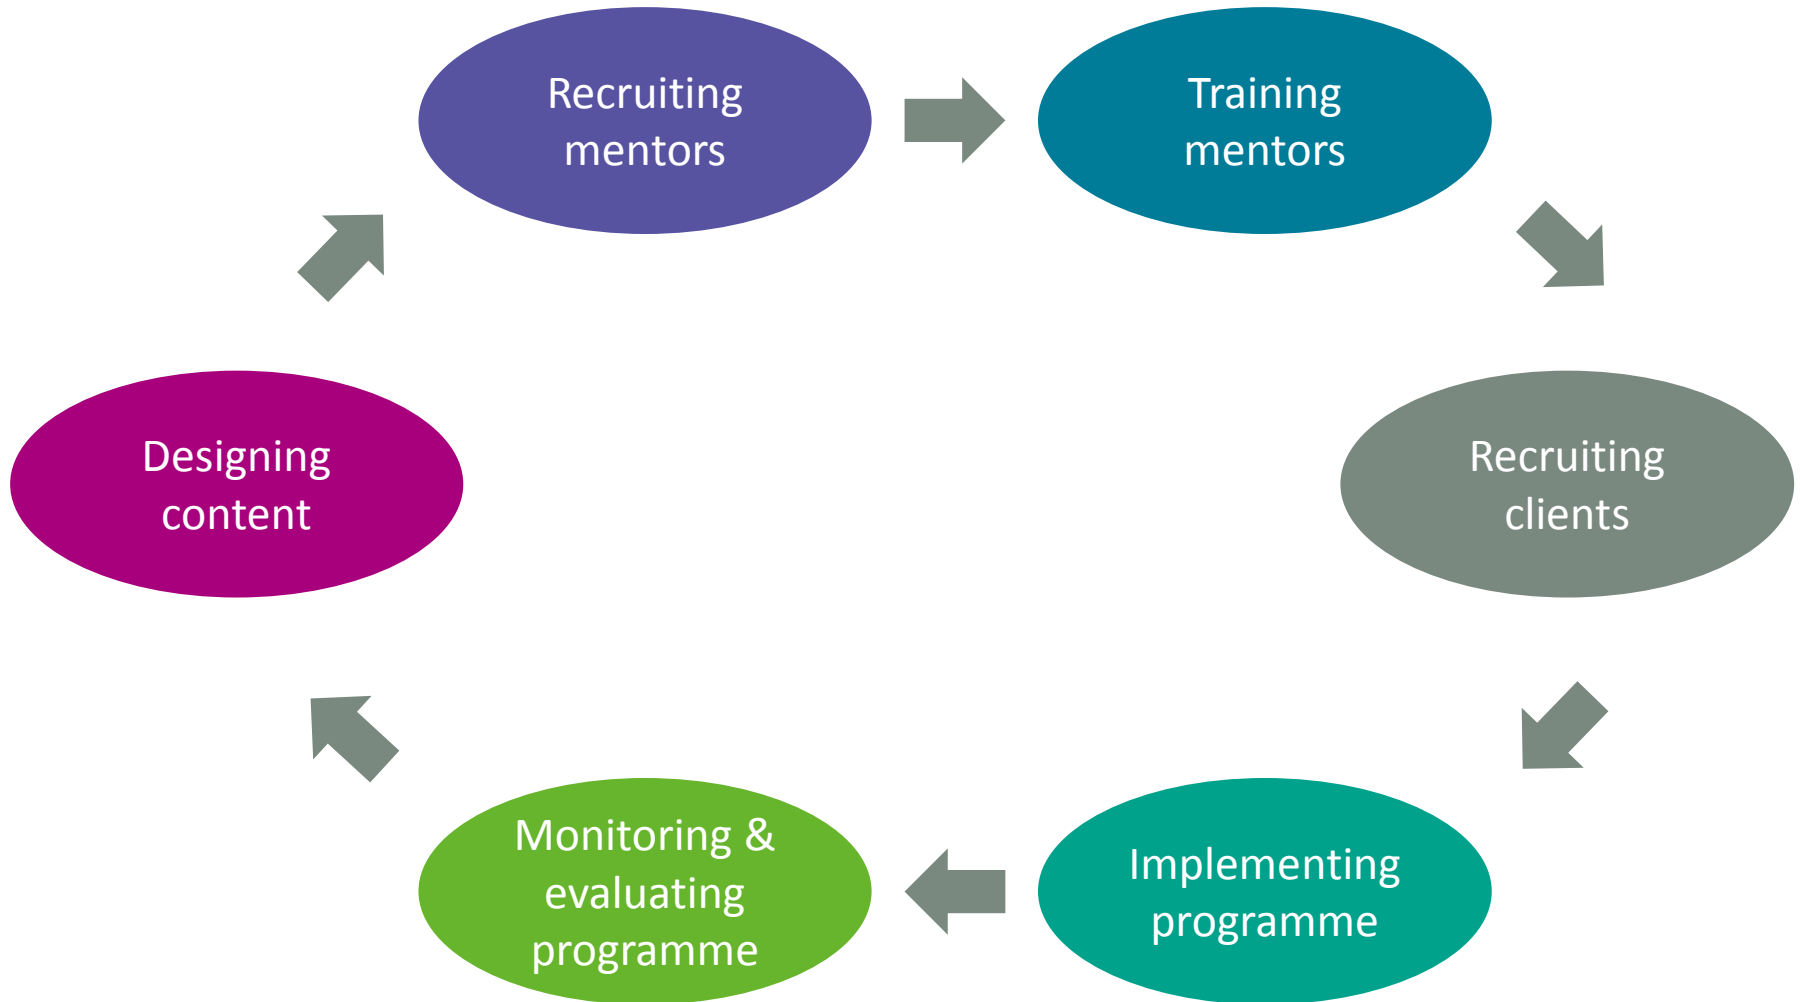 Recruiting
mentors
Training
mentors
Designing
content
Recruiting
clients
Monitoring &
evaluating
programme
Implementing
programme